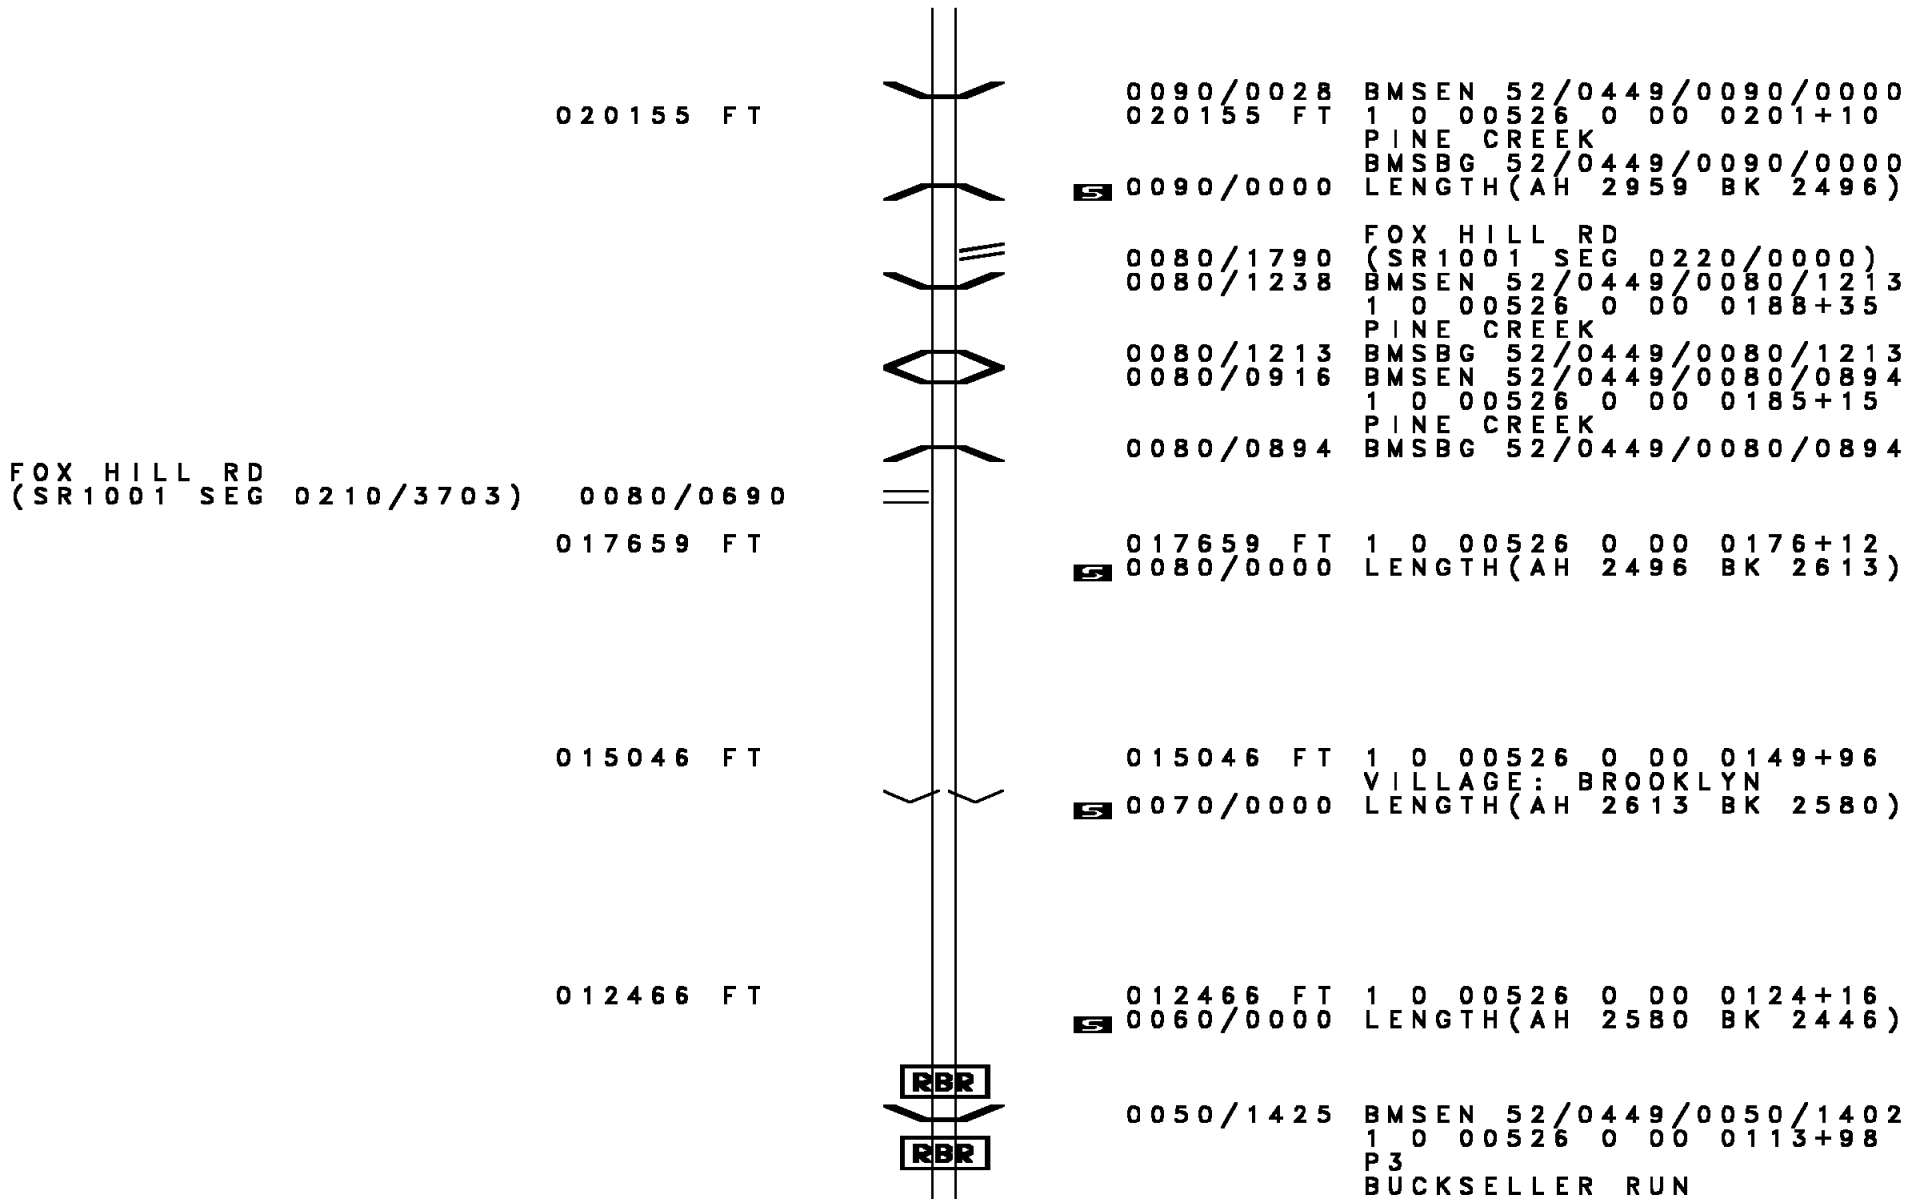 0090/0028 BMSEN 52/0449/0090/0000
020155 FT 020155 FT 1 0 00526 0 00 0201+10
PINE CREEK
BMSBG 52/0449/0090/0000
S 0090/0000 LENGTH(AH 2959 BK 2496)
FOX HILL RD
0080/1790 (SR1001 SEG 0220/0000)
0080/1238 BMSEN 52/0449/0080/1213
1 0 00526 0 00 0188+35
PINE CREEK
0080/1213 BMSBG 52/0449/0080/1213
0080/0916 BMSEN 52/0449/0080/0894
1 0 00526 0 00 0185+15
PINE CREEK
0080/0894 BMSBG 52/0449/0080/0894
FOX HILL RD
(SR1001 SEG 0210/3703) 0080/0690
017659 FT 017659 FT 1 0 00526 0 00 0176+12
S 0080/0000 LENGTH(AH 2496 BK 2613)
015046 FT 015046 FT 1 0 00526 0 00 0149+96
VILLAGE: BROOKLYN
S 0070/0000 LENGTH(AH 2613 BK 2580)
012466 FT 012466 FT 1 0 00526 0 00 0124+16
S 0060/0000 LENGTH(AH 2580 BK 2446)
RBR
0050/1425 BMSEN 52/0449/0050/1402
1 0 00526 0 00 0113+98
RBR
P3
BUCKSELLER RUN